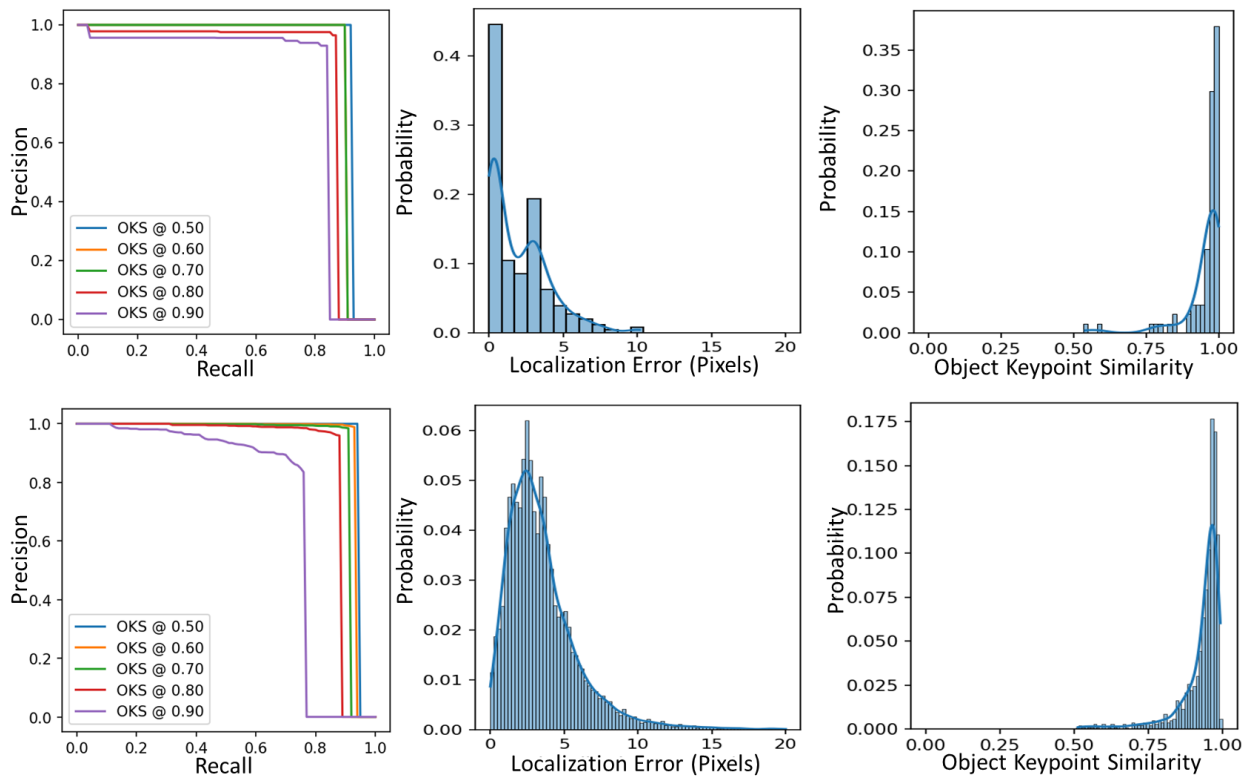 Precision
1.0
0.8
0.6
0.4
0.2
0.0
OKS @ 0.50
OKS @ 0.60
OKS @ 0.70
OKS @ 0.80
OKS @ 0.90
0.0 0.2 0.4 0.6 0.8 1.0
Recall
Probability
0.4
0.3
0.2
0.1
0.0
0 5 10 15 20
Localization Error (Pixels)
Probability
0.35
0.30
0.25
0.20
0.15
0.10
0.05
0.00
0.00 0.25 0.50 0.75 1.00
Object Keypoint Similarity
Precision
1.0
0.8
0.6
0.4
0.2
0.0
OKS @ 0.50
OKS @ 0.60
OKS @ 0.70
OKS @ 0.80
OKS @ 0.90
0.0 0.2 0.4 0.6 0.8 1.0
Recall
Probability
0.06
0.05
0.04
0.03
0.02
0.01
0.00
0 5 10 15 20
Localization Error (Pixels)
Probability
0.175
0.150
0.125
0.100
0.075
0.050
0.025
0.000
0.00 0.25 0.50 0.75 1.00
Object Keypoint Similarity